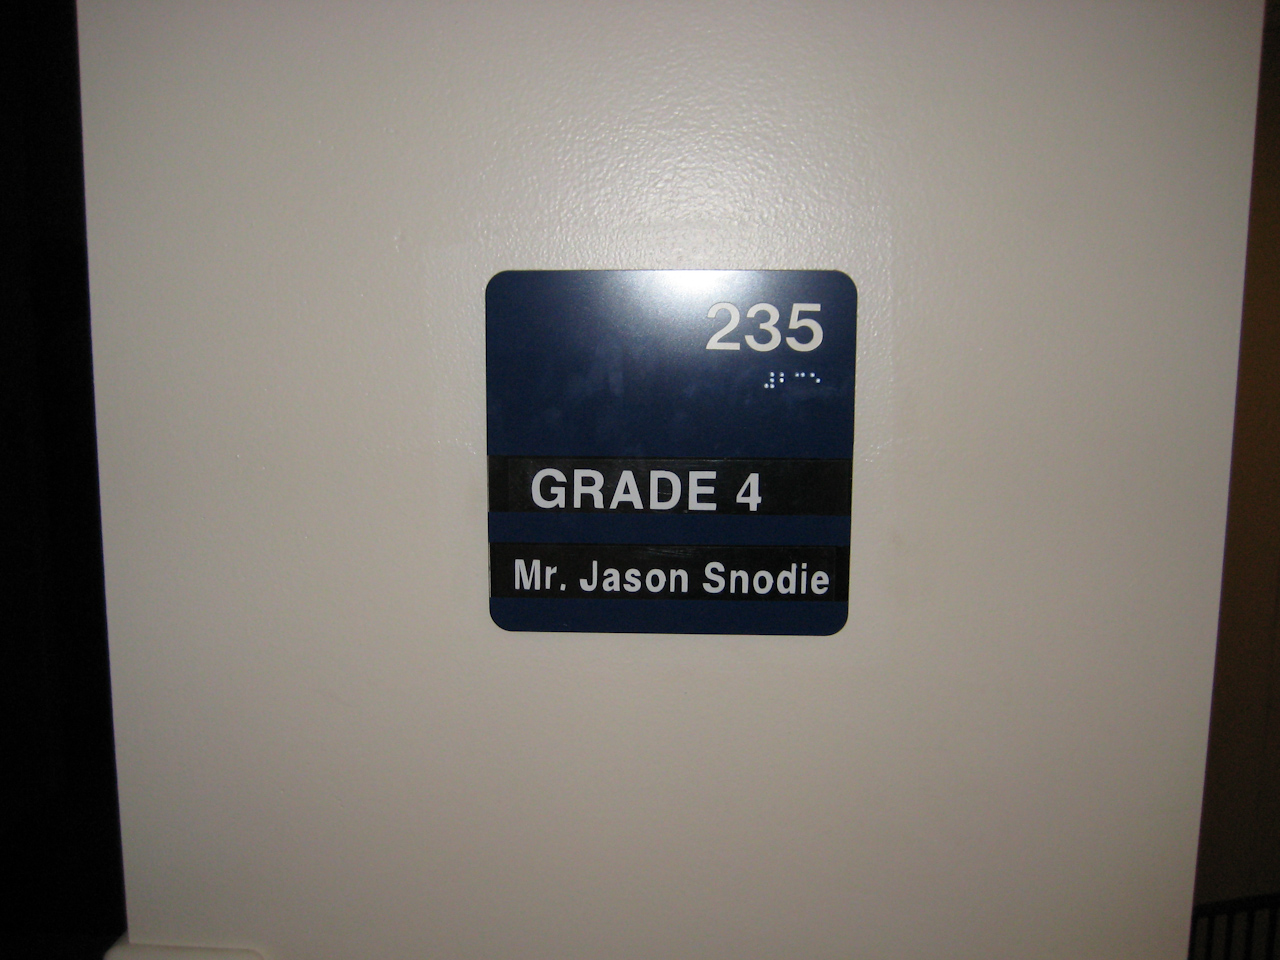 235
⠼⠃⠉⠑
GRADE 4
Mr. Jason Snodie